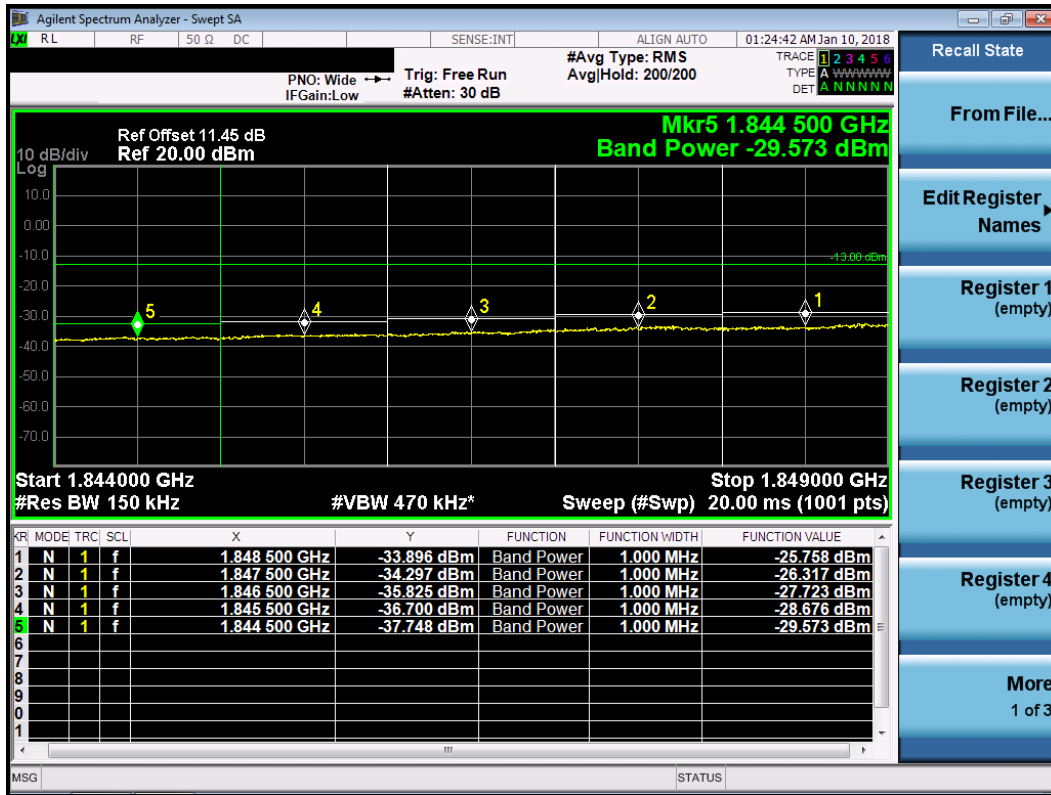 Agilent Spectrum Analyzer - Swept SA
LXI RL RF 50 Ω DC SENSE:INT ALIGN AUTO 01:24:42 AM Jan 10, 2018
PNO: Wide Trig: Free Run #Avg Type: RMS TRACE 1 2 3 4 5 6
IFGain:Low #Atten: 30 dB Avg|Hold: 200/200 TYPE A WWWWW
DET A N N N N N
Ref Offset 11.45 dB Mkr5 1.844 500 GHz
10 dB/div Ref 20.00 dBm Band Power -29.573 dBm
Log
10.0
0.00
-10.0
-13.00 dBm
-20.0
-30.0
5 4 3 2 1
-40.0
-50.0
-60.0
-70.0
Start 1.844000 GHz Stop 1.849000 GHz
#Res BW 150 kHz #VBW 470 kHz* Sweep (#Swp) 20.00 ms (1001 pts)
KR MODE TRC SCL X Y FUNCTION FUNCTION WIDTH FUNCTION VALUE
1 N 1 f 1.848 500 GHz -33.896 dBm Band Power 1.000 MHz -25.758 dBm
2 N 1 f 1.847 500 GHz -34.297 dBm Band Power 1.000 MHz -26.317 dBm
3 N 1 f 1.846 500 GHz -35.825 dBm Band Power 1.000 MHz -27.723 dBm
4 N 1 f 1.845 500 GHz -36.700 dBm Band Power 1.000 MHz -28.676 dBm
5 N 1 f 1.844 500 GHz -37.748 dBm Band Power 1.000 MHz -29.573 dBm
6
7
8
9
0
1
MSG STATUS
Recall State
From File...
Edit Register
Names
Register 1
(empty)
Register 2
(empty)
Register 3
(empty)
Register 4
(empty)
More
1 of 3